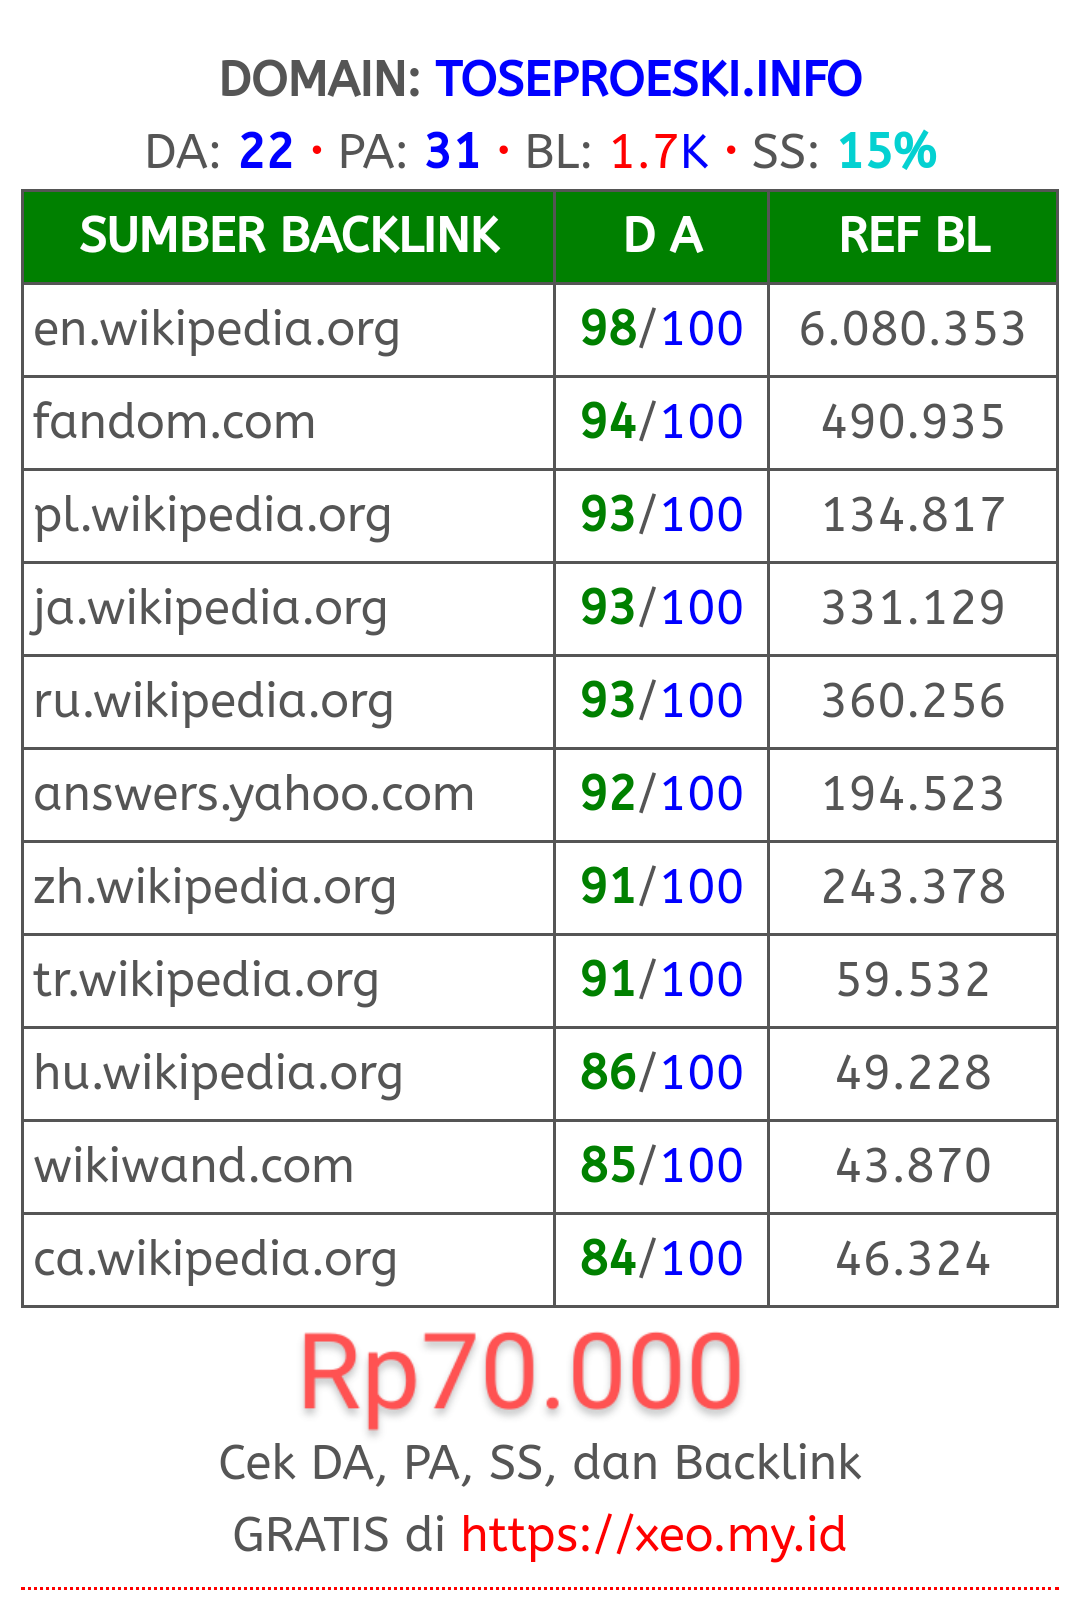 DOMAIN: TOSEPROESKI.INFO
DA: 22 • PA: 31 • BL: 1.7K • SS: 15%
SUMBER BACKLINK D A REF BL
en.wikipedia.org 98/100 6.080.353
fandom.com 94/100 490.935
pl.wikipedia.org 93/100 134.817
ja.wikipedia.org 93/100 331.129
ru.wikipedia.org 93/100 360.256
answers.yahoo.com 92/100 194.523
zh.wikipedia.org 91/100 243.378
tr.wikipedia.org 91/100 59.532
hu.wikipedia.org 86/100 49.228
wikiwand.com 85/100 43.870
ca.wikipedia.org 84/100 46.324
Rp70.000
Cek DA, PA, SS, dan Backlink
GRATIS di https://xeo.my.id